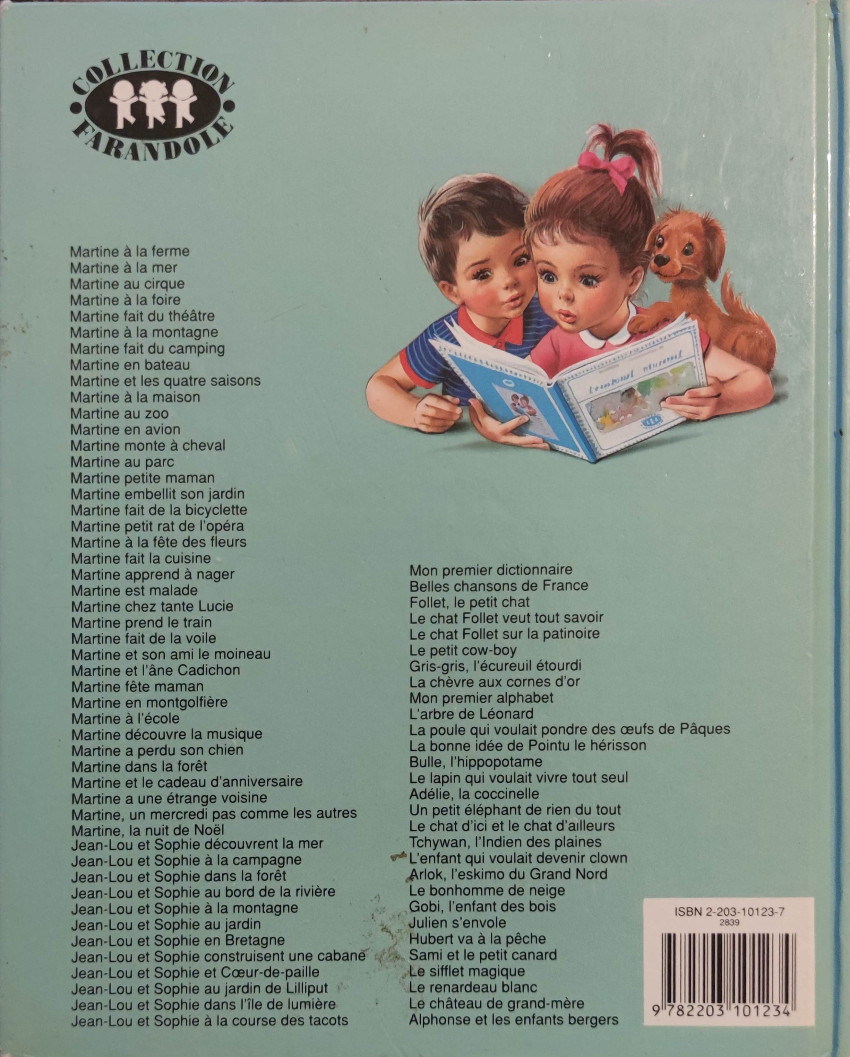 COLLECTION
FARANDOLE
Martine à la ferme
Martine à la mer
Martine au cirque
Martine à la foire
Martine fait du théâtre
Martine à la montagne
Martine fait du camping
Martine en bateau
Martine et les quatre saisons
Martine à la maison
Martine au zoo
Martine en avion
Martine monte à cheval
Martine au parc
Martine petite maman
Martine embellit son jardin
Martine fait de la bicyclette
Martine petit rat de l'opéra
Martine à la fête des fleurs
Martine fait la cuisine
Martine apprend à nager
Martine est malade
Martine chez tante Lucie
Martine prend le train
Martine fait de la voile
Martine et son ami le moineau
Martine et l'âne Cadichon
Martine fête maman
Martine en montgolfière
Martine à l'école
Martine découvre la musique
Martine a perdu son chien
Martine dans la forêt
Martine et le cadeau d'anniversaire
Martine a une étrange voisine
Martine, un mercredi pas comme les autres
Martine, la nuit de Noël
Jean-Lou et Sophie découvrent la mer
Jean-Lou et Sophie à la campagne
Jean-Lou et Sophie dans la forêt
Jean-Lou et Sophie au bord de la rivière
Jean-Lou et Sophie à la montagne
Jean-Lou et Sophie au jardin
Jean-Lou et Sophie en Bretagne
Jean-Lou et Sophie construisent une cabane
Jean-Lou et Sophie et Cœur-de-paille
Jean-Lou et Sophie au jardin de Lilliput
Jean-Lou et Sophie dans l'île de lumière
Jean-Lou et Sophie à la course des tacots
Mon premier dictionnaire
Belles chansons de France
Follet, le petit chat
Le chat Follet veut tout savoir
Le chat Follet sur la patinoire
Le petit cow-boy
Gris-gris, l'écureuil étourdi
La chèvre aux cornes d'or
Mon premier alphabet
L'arbre de Léonard
La poule qui voulait pondre des œufs de Pâques
La bonne idée de Pointu le hérisson
Bulle, l'hippopotame
Le lapin qui voulait vivre tout seul
Adélie, la coccinelle
Un petit éléphant de rien du tout
Le chat d'ici et le chat d'ailleurs
Tchywan, l'Indien des plaines
L'enfant qui voulait devenir clown
Arlok, l'eskimo du Grand Nord
Le bonhomme de neige
Gobi, l'enfant des bois
Julien s'envole
Hubert va à la pêche
Sami et le petit canard
Le sifflet magique
Le renardeau blanc
Le château de grand-mère
Alphonse et les enfants bergers
ISBN 2-203-10123-7
2839
9 782203 101234